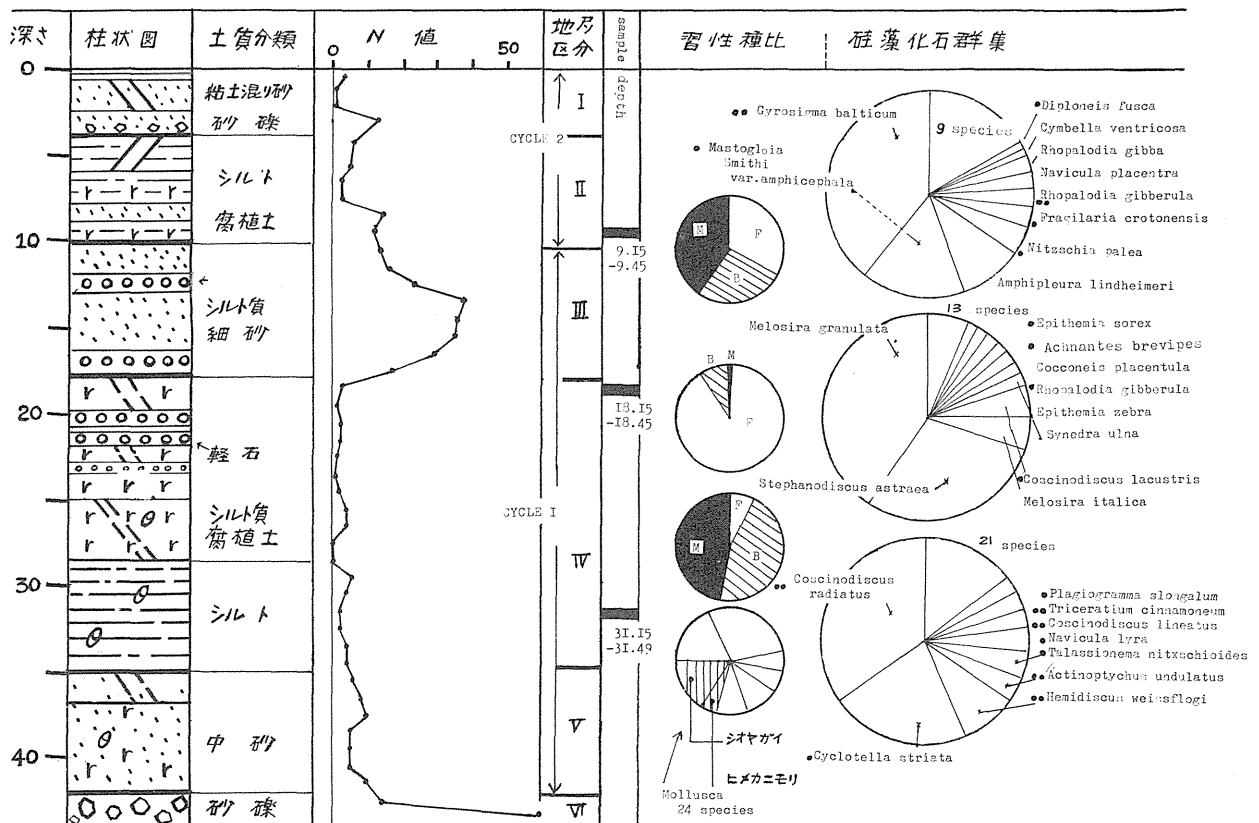 深さ 柱状図 土質分類 N 値 地层区分 sample depth 習性種比 硅藻化石群集
0 50
0
10
20
30
40
粘土混り砂
砂礫
シルト
腐植土
シルト質
細砂
軽石
シルト質
腐植土
シルト
中砂
砂礫
r r r
r r
r r
r r
r r r
r r
r r
r
r
r r
I
CYCLE 2
II
III
IV
CYCLE I
V
VI
9.15
-9.45
18.15
-18.45
31.15
-31.49
M F
B
B M
F
F
M B
Gyrosigma balticum
Mastogloia
Smithi
var.amphicephala
9 species
Diploneis fusca
Cymbella ventricosa
Rhopalodia gibba
Navicula placentra
Rhopalodia gibberula
Fragilaria crotonensis
Nitzschia palea
Amphipleura lindheimeri
Melosira granulata
13 species
Epithemia sorex
Achnantes brevipes
Cocconeis placentula
Rhopalodia gibberula
Epithemia zebra
Synedra ulna
Coscinodiscus lacustris
Melosira italica
Stephanodiscus astraea
Coscinodiscus
radiatus
21 species
Plagiogramma slongalum
Triceratium cinnamoneum
Coscinodiscus lineatus
Navicula lyra
Talassionema nitxschioides
Actinoptychus undulatus
Hemidiscus weissflogi
Cyclotella striata
シオヤガイ
ヒメカニモリ
Mollusca
24 species